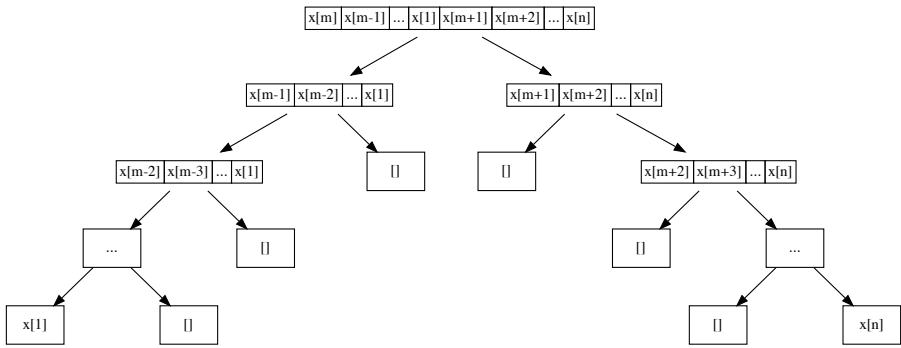 x[m] x[m-1] ... x[1] x[m+1] x[m+2] ... x[n]
x[m-1] x[m-2] ... x[1]
x[m+1] x[m+2] ... x[n]
x[m-2] x[m-3] ... x[1]
[]
[]
x[m+2] x[m+3] ... x[n]
...
[]
[]
...
x[1]
[]
[]
x[n]